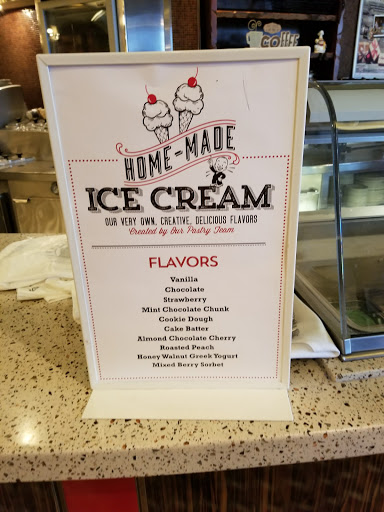 coffee
HOME-MADE
ICE CREAM
OUR VERY OWN, CREATIVE, DELICIOUS FLAVORS
Created by Our Pastry Team
FLAVORS
Vanilla
Chocolate
Strawberry
Mint Chocolate Chunk
Cookie Dough
Cake Batter
Almond Chocolate Cherry
Roasted Peach
Honey Walnut Greek Yogurt
Mixed Berry Sorbet